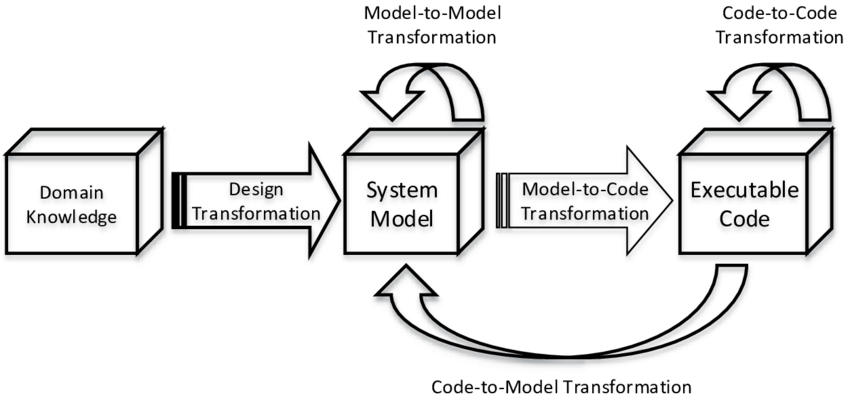 Model-to-Model
Transformation
Code-to-Code
Transformation
Domain
Knowledge
Design
Transformation
System
Model
Model-to-Code
Transformation
Executable
Code
Code-to-Model Transformation